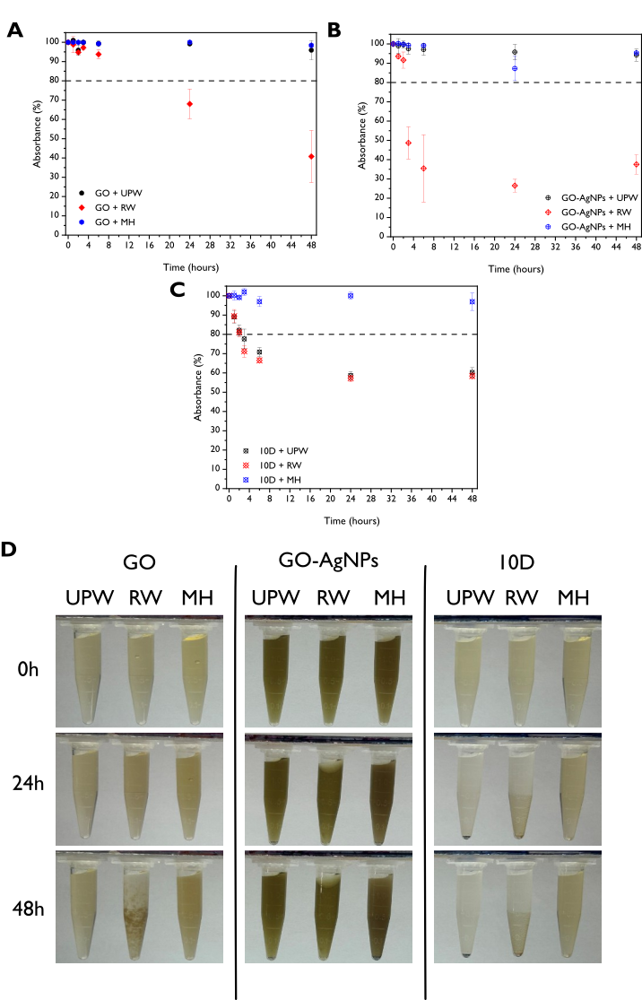 A
Absorbance (%)
100
90
80
70
60
50
40
30
20
10
0
GO + UPW
GO + RW
GO + MH
0 4 8 12 16 20 24 28 32 36 40 44 48
Time (hours)
B
Absorbance (%)
100
90
80
70
60
50
40
30
20
10
0
GO-AgNPs + UPW
GO-AgNPs + RW
GO-AgNPs + MH
0 4 8 12 16 20 24 28 32 36 40 44 48
Time (hours)
C
Absorbance (%)
100
90
80
70
60
50
40
30
20
10
0
10D + UPW
10D + RW
10D + MH
0 4 8 12 16 20 24 28 32 36 40 44 48
Time (hours)
D
GO GO-AgNPs 10D
UPW RW MH UPW RW MH UPW RW MH
0h
24h
48h